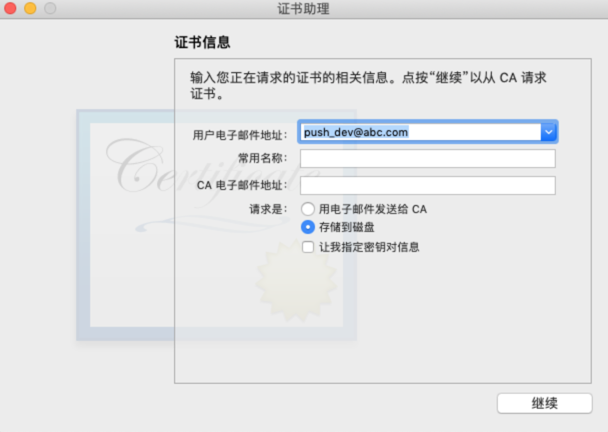 证书助理
证书信息
输入您正在请求的证书的相关信息。点按“继续”以从 CA 请求
证书。
Certificate
用户电子邮件地址： push_dev@abc.com
常用名称：
CA 电子邮件地址：
请求是： 用电子邮件发送给 CA
存储到磁盘
让我指定密钥对信息
继续